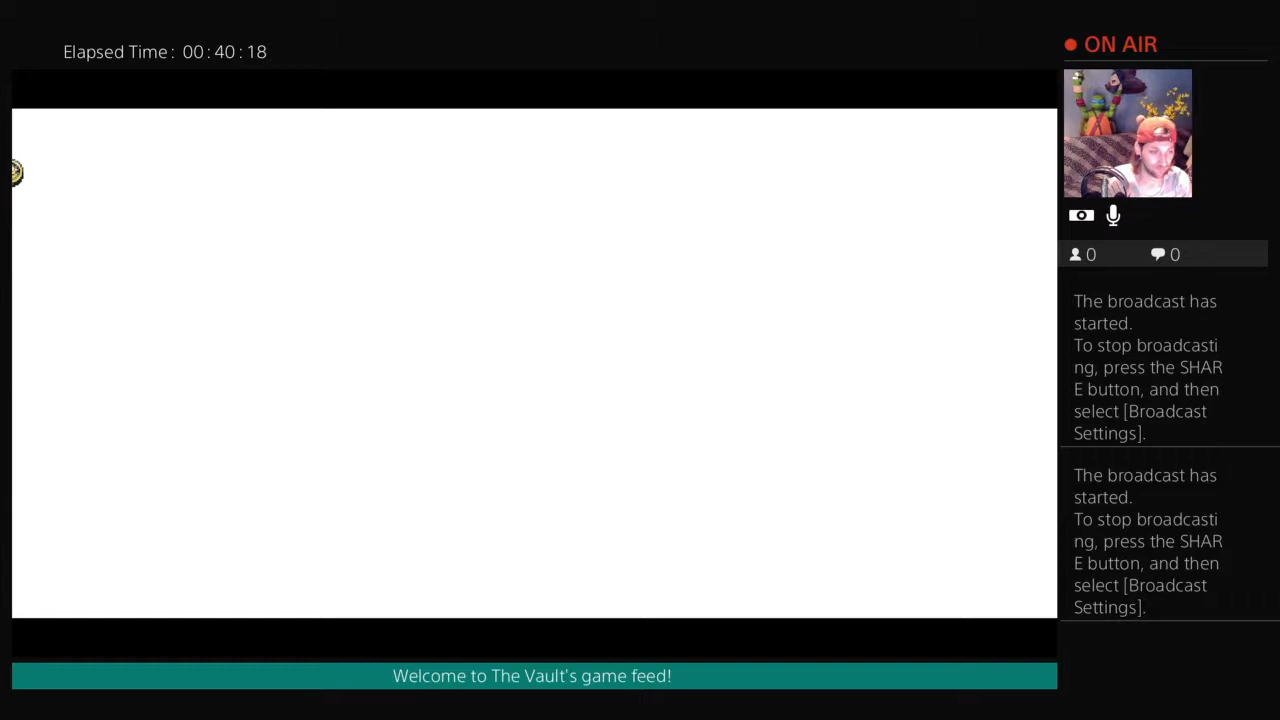 Elapsed Time: 00:40:18
ON AIR
0
0
The broadcast has
started.
To stop broadcasti
ng, press the SHAR
E button, and then
select [Broadcast
Settings].
The broadcast has
started.
To stop broadcasti
ng, press the SHAR
E button, and then
select [Broadcast
Settings].
Welcome to The Vault's game feed!